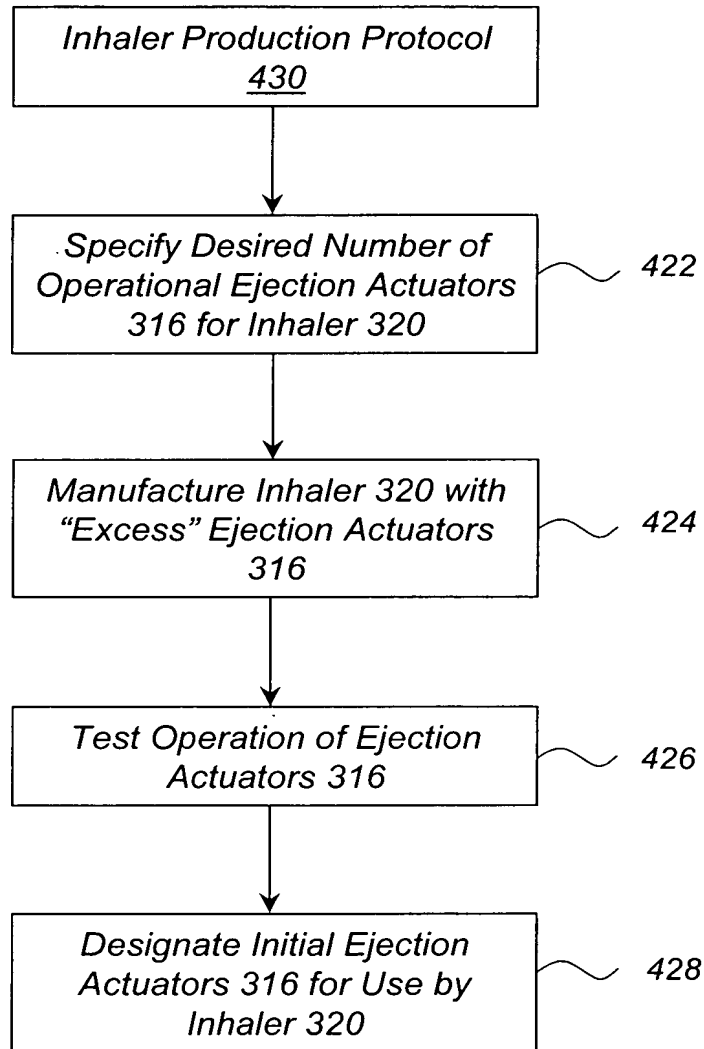 Inhaler Production Protocol
430
Specify Desired Number of
Operational Ejection Actuators
316 for Inhaler 320
422
Manufacture Inhaler 320 with
“Excess” Ejection Actuators
316
424
Test Operation of Ejection
Actuators 316
426
Designate Initial Ejection
Actuators 316 for Use by
Inhaler 320
428